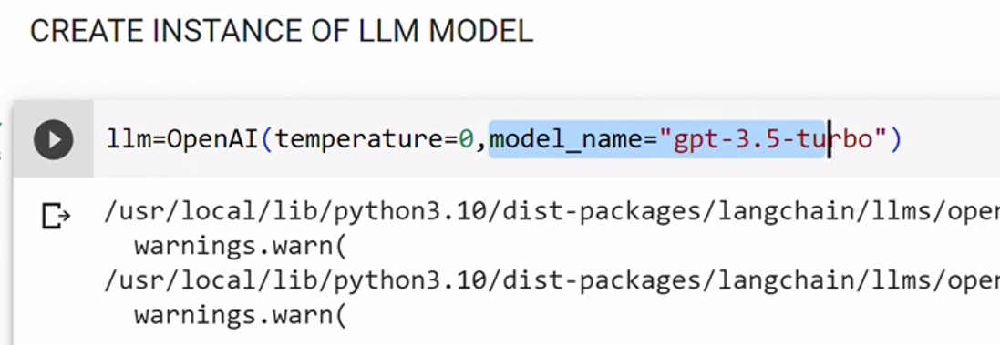 CREATE INSTANCE OF LLM MODEL
llm=OpenAI(temperature=0,model_name="gpt-3.5-turbo")
/usr/local/lib/python3.10/dist-packages/langchain/llms/oper
warnings.warn(
/usr/local/lib/python3.10/dist-packages/langchain/llms/oper
warnings.warn(